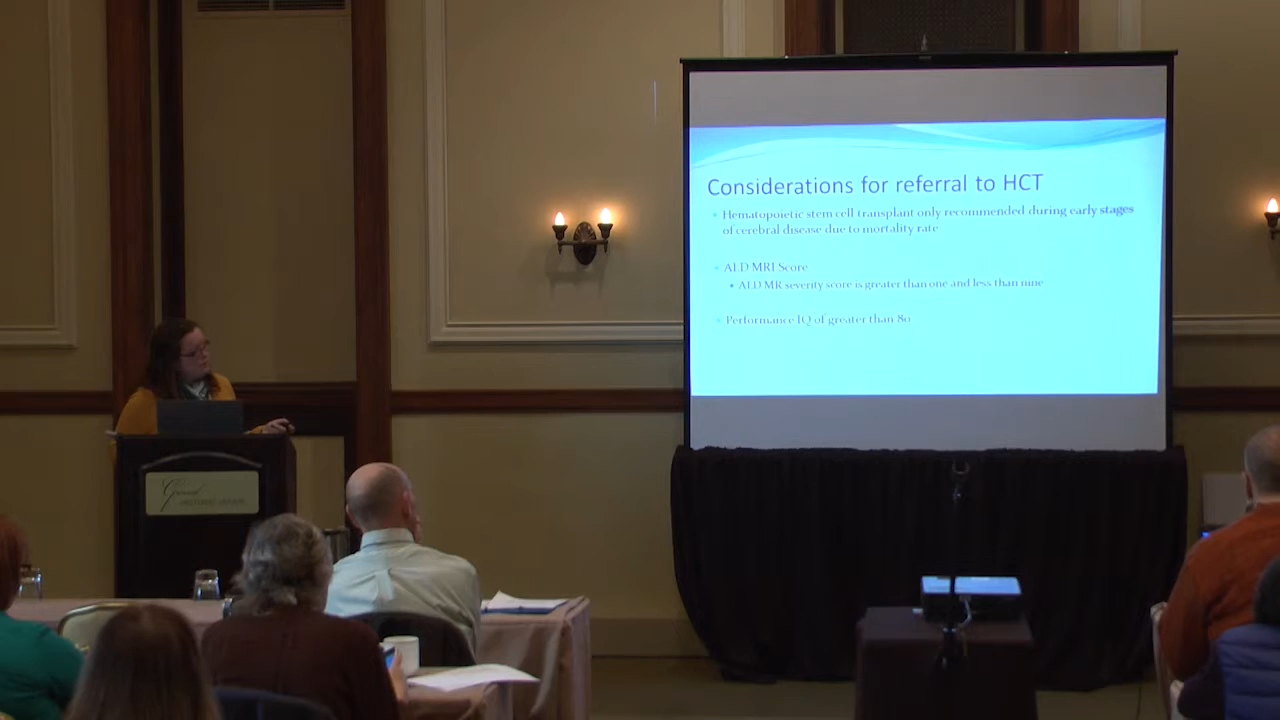 Considerations for referral to HCT
Hematopoietic stem cell transplant only recommended during early stages
of cerebral disease due to mortality rate
ALD MRI Score
ALD MR severity score is greater than one and less than nine
Performance IQ of greater than 80